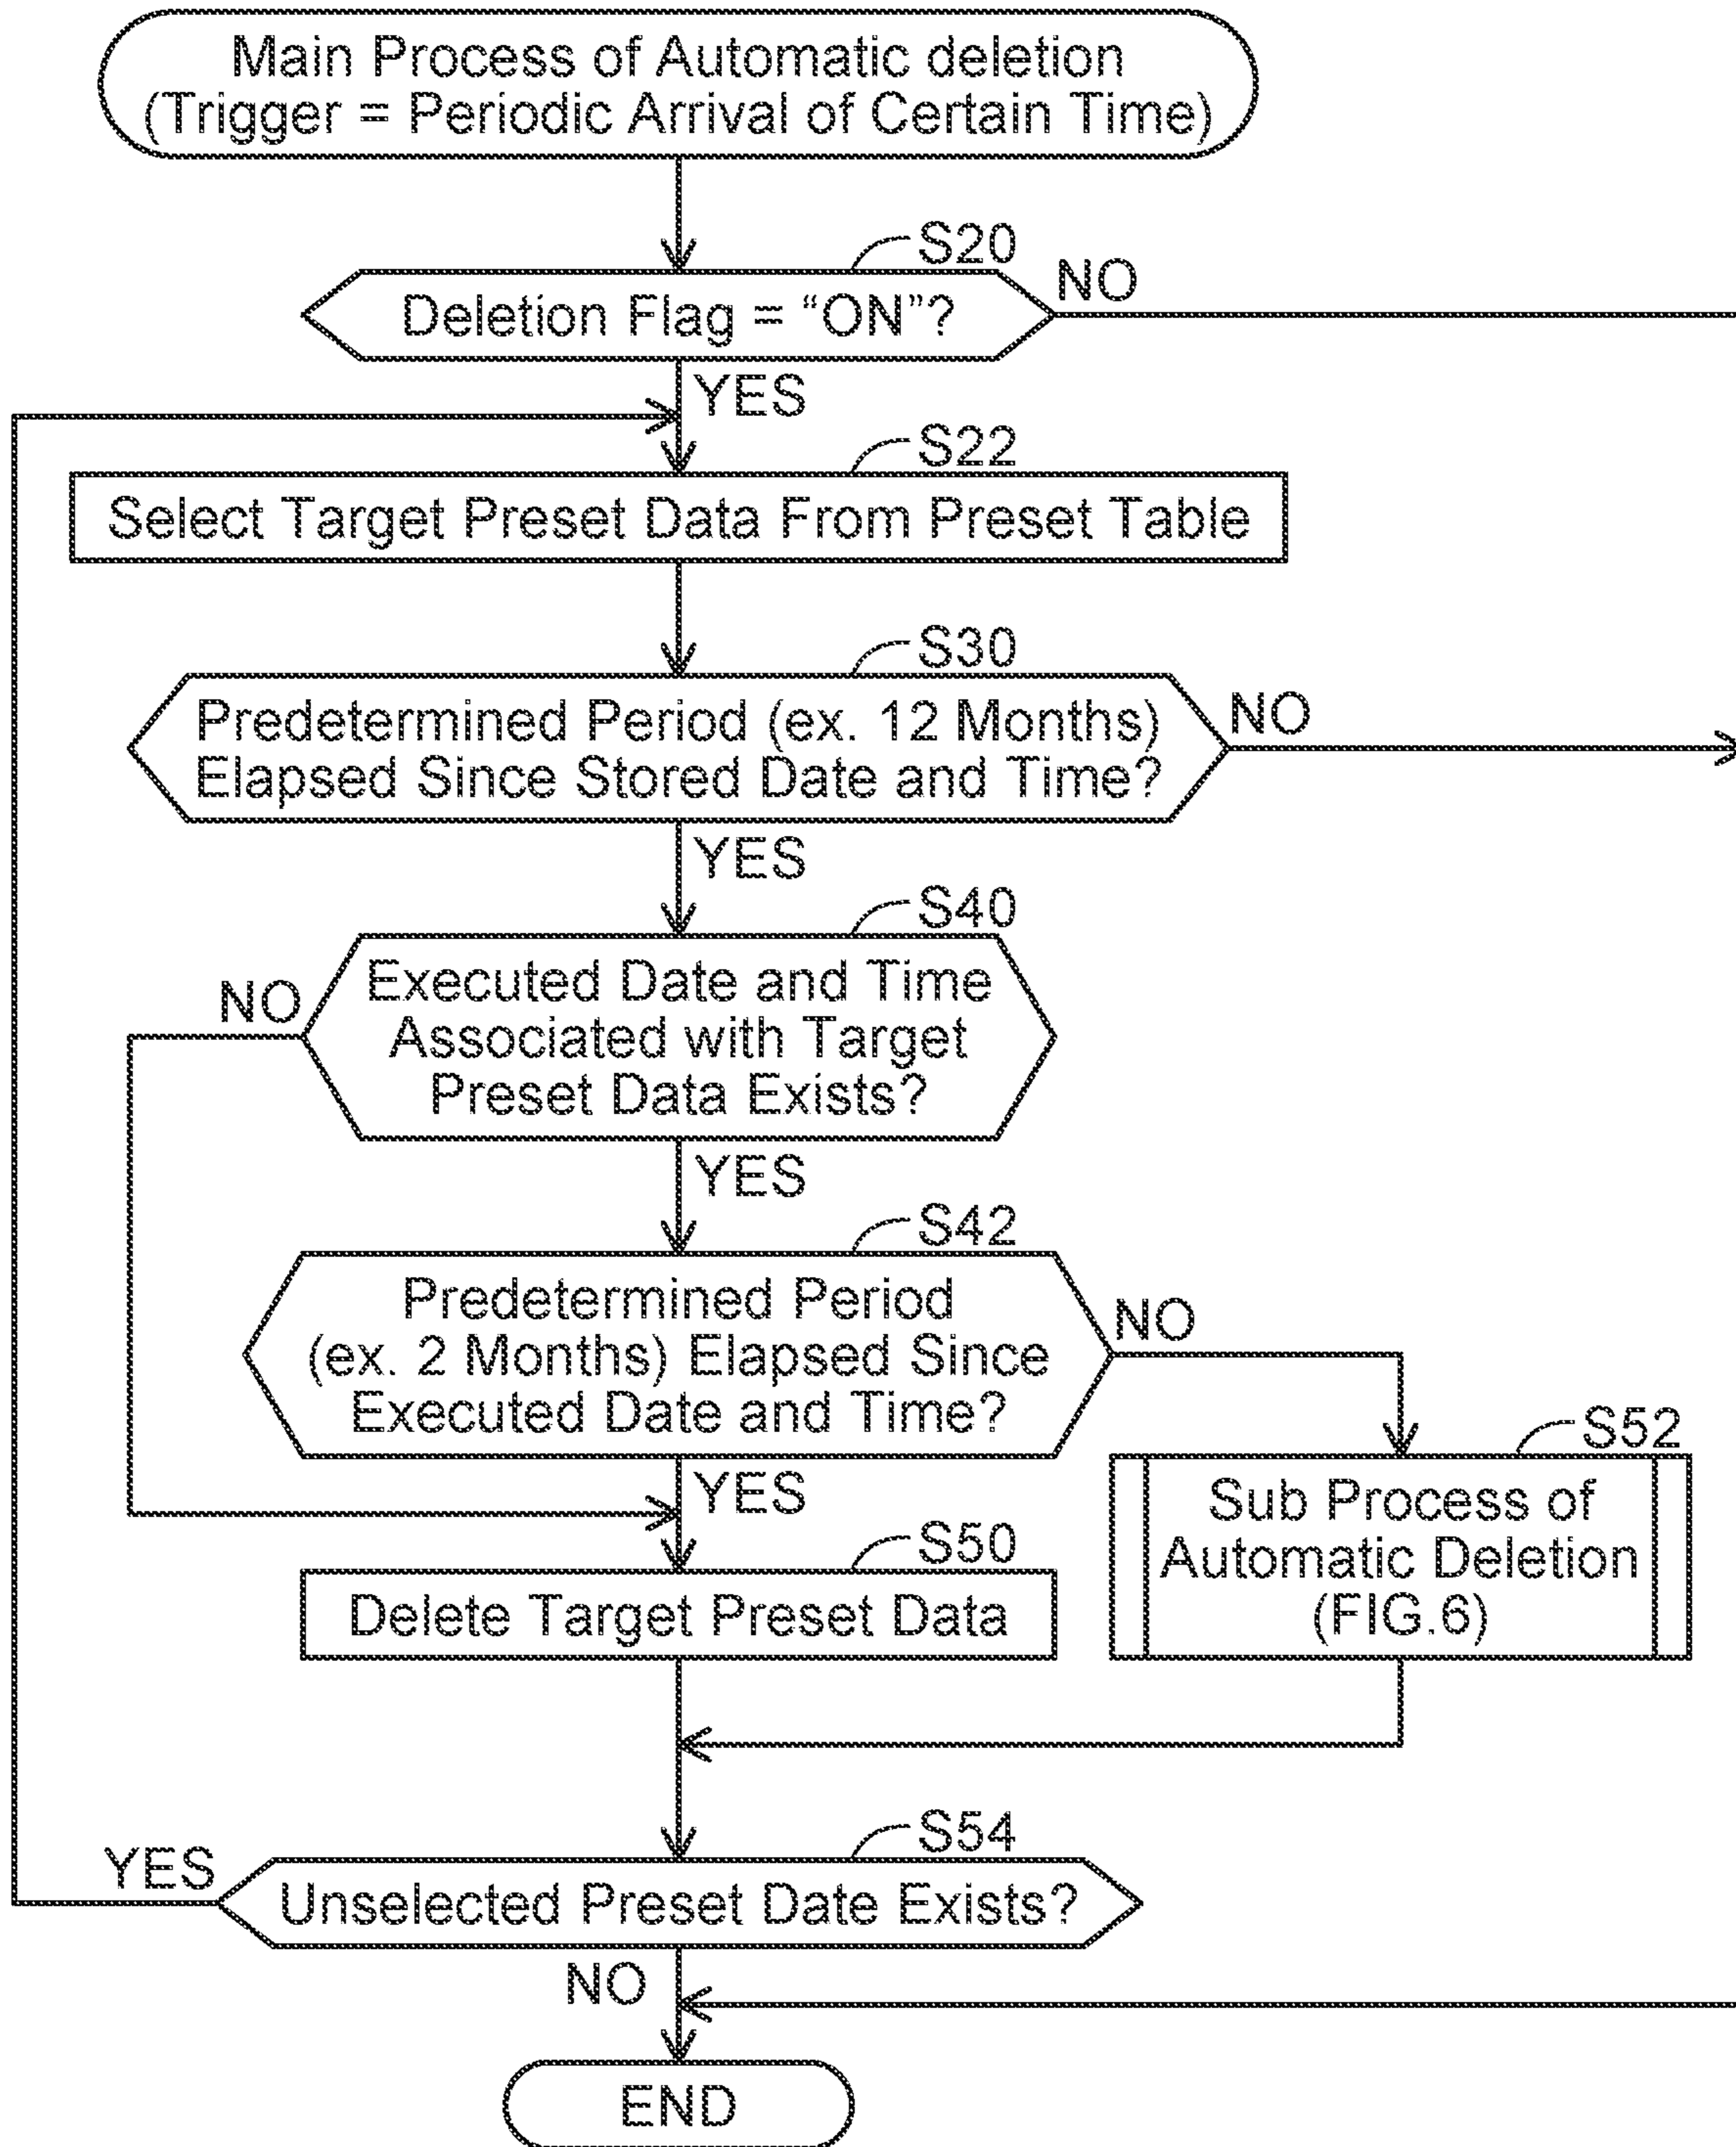 Main Process of Automatic deletion
(Trigger = Periodic Arrival of Certain Time)
S20
Deletion Flag = “ON”?
NO
YES
S22
Select Target Preset Data From Preset Table
S30
Predetermined Period (ex. 12 Months)
Elapsed Since Stored Date and Time?
NO
YES
S40
Executed Date and Time
Associated with Target
Preset Data Exists?
NO
YES
S42
Predetermined Period
(ex. 2 Months) Elapsed Since
Executed Date and Time?
NO
YES
S52
Sub Process of
Automatic Deletion
(FIG.6)
S50
Delete Target Preset Data
S54
Unselected Preset Date Exists?
YES
NO
END